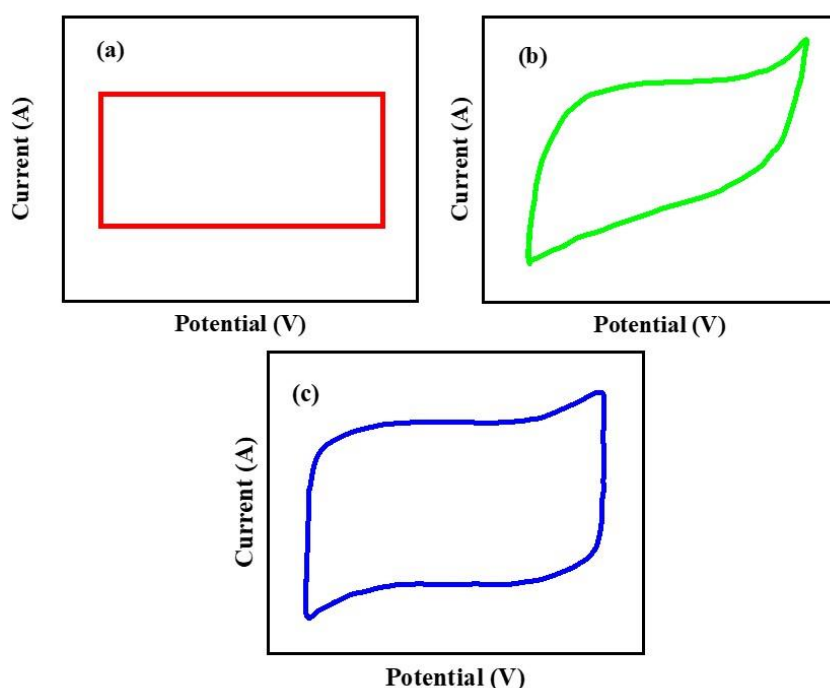 (a)
Current (A)
Potential (V)
(b)
Current (A)
Potential (V)
(c)
Current (A)
Potential (V)